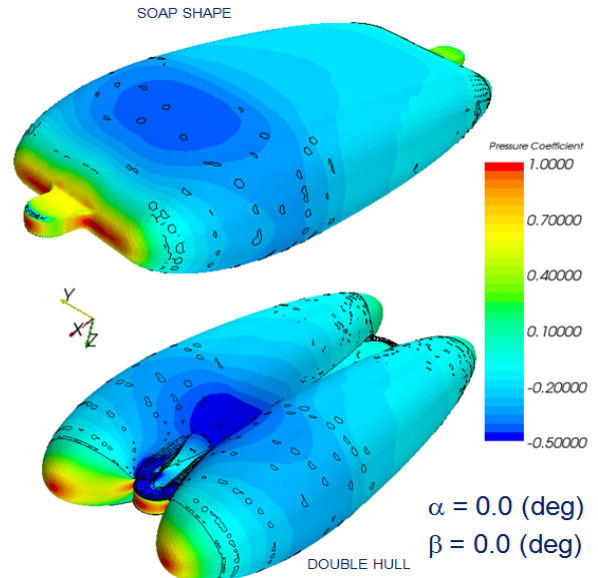 SOAP SHAPE
Pressure Coefficient
1.0000
0.70000
0.40000
0.10000
-0.20000
-0.50000
Y
X
Z
α = 0.0 (deg)
β = 0.0 (deg)
DOUBLE HULL